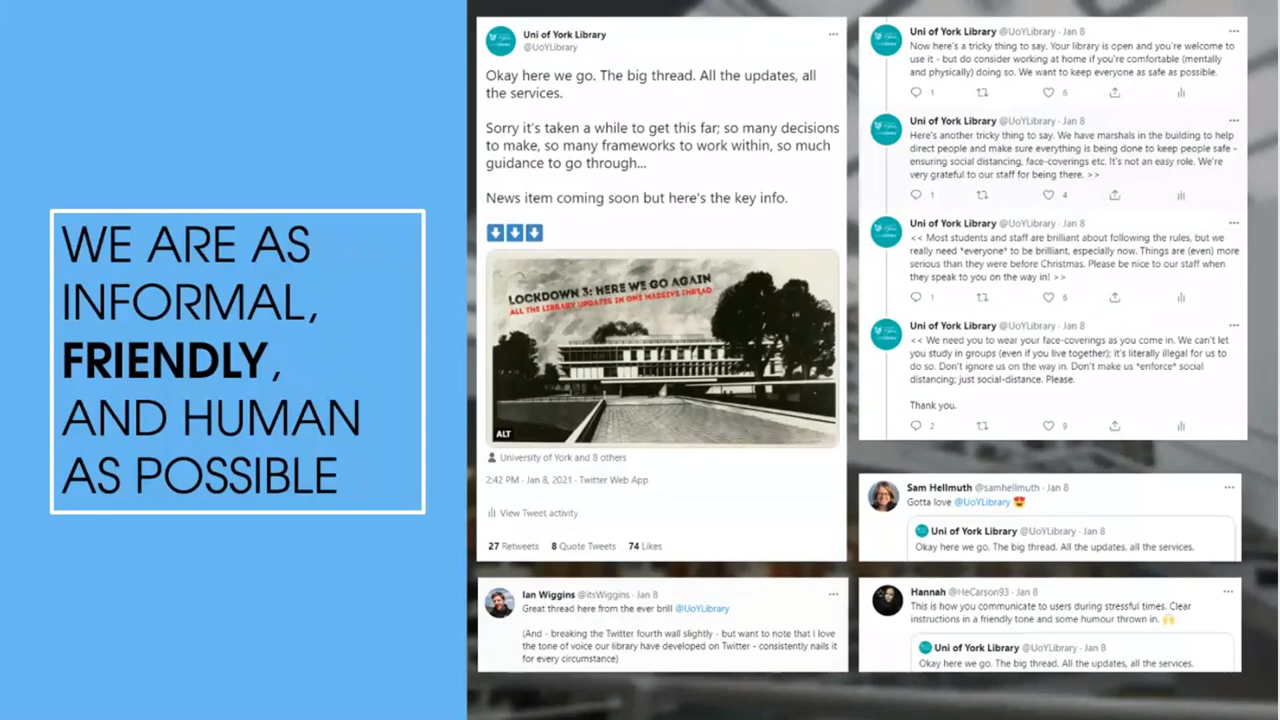 WE ARE AS
INFORMAL,
FRIENDLY,
AND HUMAN
AS POSSIBLE
Uni of York Library
@UoYLibrary
Okay here we go. The big thread. All the updates, all
the services.
Sorry it's taken a while to get this far; so many decisions
to make, so many frameworks to work within, so much
guidance to go through...
News item coming soon but here's the key info.
LOCKDOWN 3: HERE WE GO AGAIN
ALL THE LIBRARY UPDATES IN ONE MASSIVE THREAD
ALT
University of York and 8 others
2:42 PM · Jan 8, 2021 · Twitter Web App
View Tweet activity
27 Retweets 8 Quote Tweets 74 Likes
Ian Wiggins @itsWiggins · Jan 8
Great thread here from the ever brill @UoYLibrary
(And - breaking the Twitter fourth wall slightly - but want to note that I love
the tone of voice our library have developed on Twitter - consistently nails it
for every circumstance)
Uni of York Library @UoYLibrary · Jan 8
Now here's a tricky thing to say. Your library is open and you're welcome to
use it - but do consider working at home if you're comfortable (mentally
and physically) doing so. We want to keep everyone as safe as possible.
1 6
Uni of York Library @UoYLibrary · Jan 8
Here's another tricky thing to say. We have marshals in the building to help
direct people and make sure everything is being done to keep people safe -
ensuring social distancing, face-coverings etc. It's not an easy role. We're
very grateful to our staff for being there. >>
1 4
Uni of York Library @UoYLibrary · Jan 8
<< Most students and staff are brilliant about following the rules, but we
really need *everyone* to be brilliant, especially now. Things are (even) more
serious than they were before Christmas. Please be nice to our staff when
they speak to you on the way in! >>
1 6
Uni of York Library @UoYLibrary · Jan 8
<< We need you to wear your face-coverings as you come in. We can't let
you study in groups (even if you live together); it's literally illegal for us to
do so. Don't ignore us on the way in. Don't make us *enforce* social
distancing; just social-distance. Please.
Thank you.
2 9
Sam Hellmuth @samhellmuth · Jan 8
Gotta love @UoYLibrary 😍
Uni of York Library @UoYLibrary · Jan 8
Okay here we go. The big thread. All the updates, all the services.
Hannah @HeCarson93 · Jan 8
This is how you communicate to users during stressful times. Clear
instructions in a friendly tone and some humour thrown in. 🙌
Uni of York Library @UoYLibrary · Jan 8
Okay here we go. The big thread. All the updates, all the services.